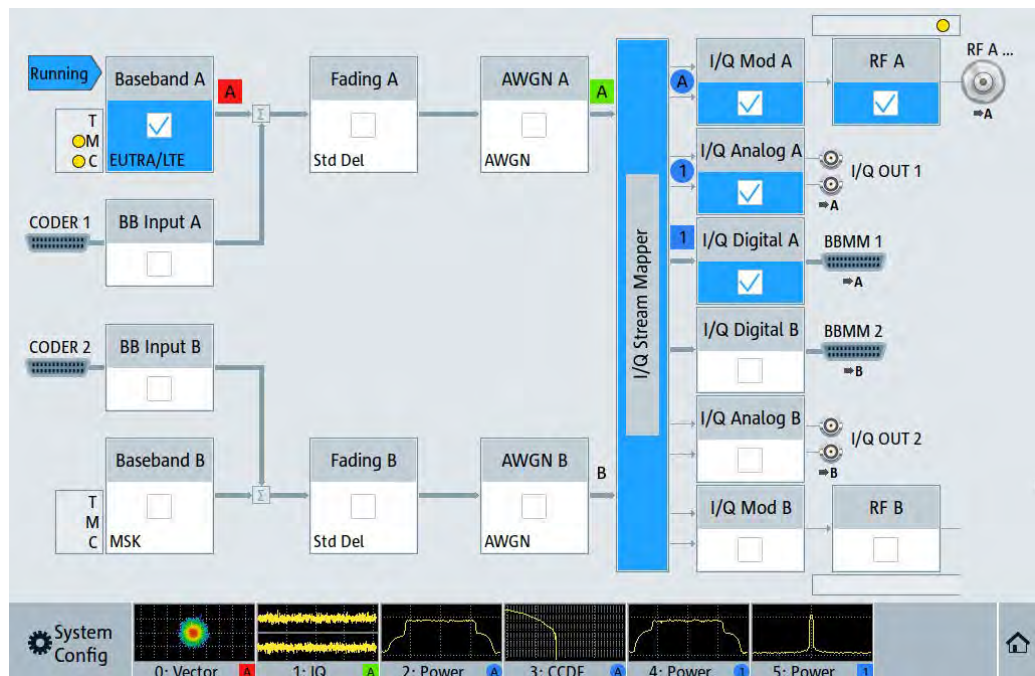 Running
Baseband A
A
T
M
C
EUTRA/LTE
Σ
Fading A
Std Del
AWGN A
AWGN
A
A
I/Q Mod A
RF A
RF A ...
➡A
1
I/Q Analog A
I/Q OUT 1
➡A
CODER 1
BB Input A
1
I/Q Digital A
BBMM 1
➡A
I/Q Stream Mapper
CODER 2
BB Input B
I/Q Digital B
BBMM 2
➡B
I/Q Analog B
I/Q OUT 2
➡B
Baseband B
T
M
C
MSK
Σ
Fading B
Std Del
AWGN B
AWGN
B
I/Q Mod B
RF B
System
Config
0: Vector A
1: IQ A
2: Power A
3: CCDF A
4: Power 1
5: Power 1